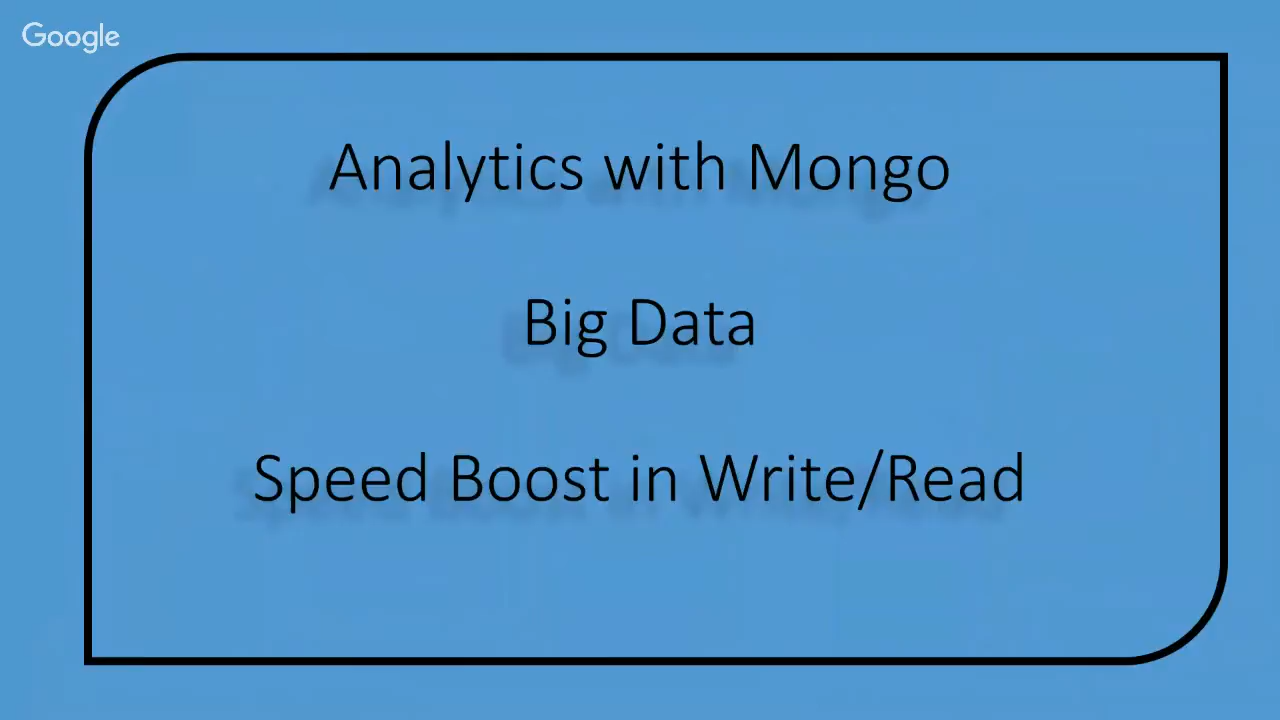 Google
Analytics with Mongo
Big Data
Speed Boost in Write/Read